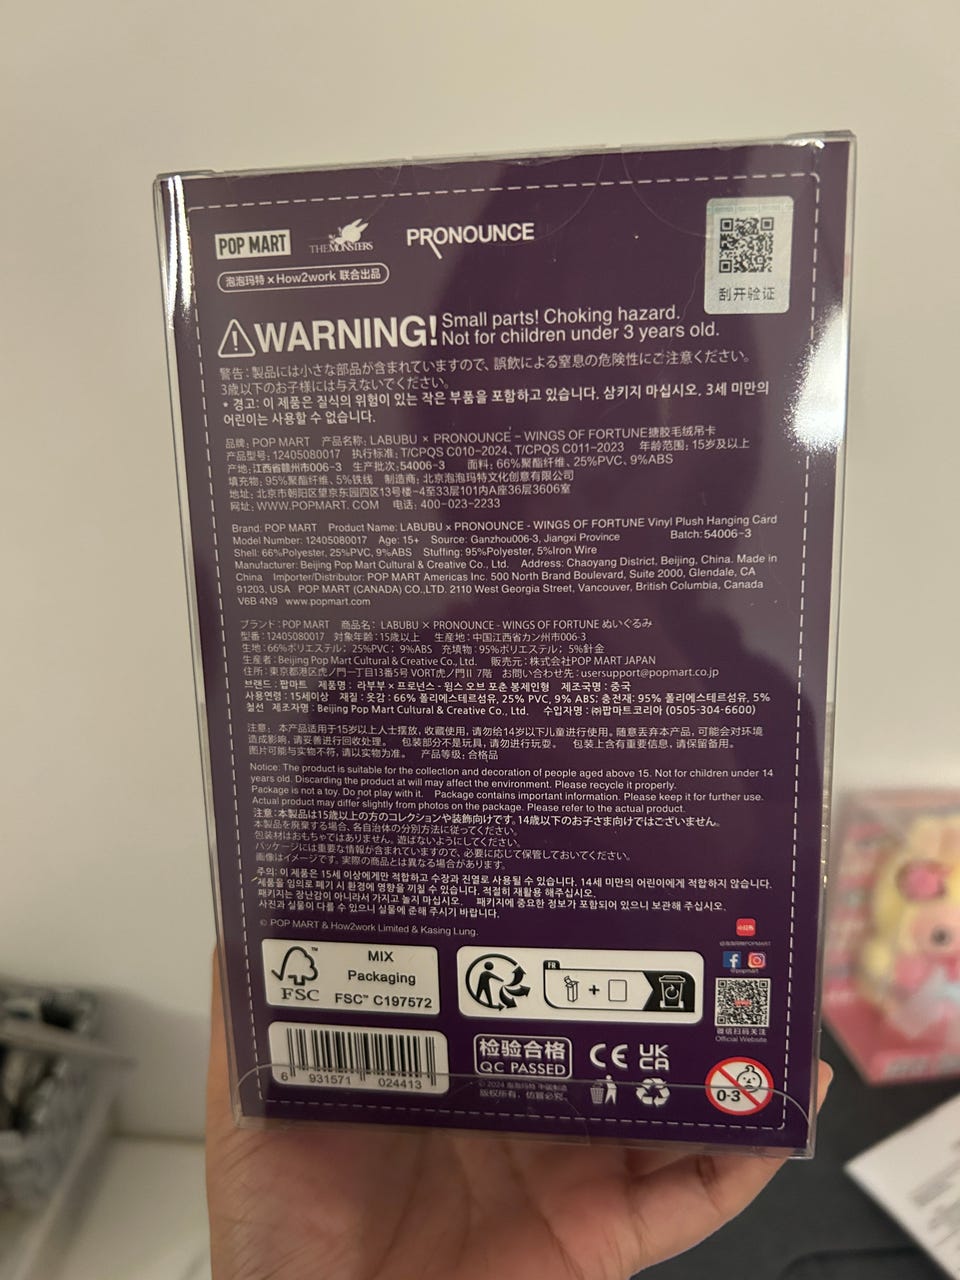 POP MART
THE MONSTERS
PRONOUNCE
泡泡玛特×How2work 联合出品
刮开验证
WARNING! Small parts! Choking hazard.
Not for children under 3 years old.
警告:製品には小さな部品が含まれていますので、誤飲による窒息の危険性にご注意ください。
3歳以下のお子様には与えないでください。
* 경고: 이 제품은 질식의 위험이 있는 작은 부품을 포함하고 있습니다. 삼키지 마십시오. 3세 미만의
어린이는 사용할 수 없습니다.
品牌: POP MART 产品名称: LABUBU × PRONOUNCE – WINGS OF FORTUNE搪胶毛绒吊卡
产品型号: 12405080017 执行标准: T/CPQS C010-2024、T/CPQS C011-2023 年龄范围: 15岁及以上
产地:江西省赣州市006-3 生产批次:54006-3 面料: 66%聚酯纤维、25%PVC、9%ABS
填充物: 95%聚酯纤维、5%铁线 制造商: 北京泡泡玛特文化创意有限公司
地址: 北京市朝阳区望京东园四区13号楼-4至33层101内A座36层3606室
网址: WWW.POPMART. COM 电话: 400-023-2233
Brand: POP MART Product Name: LABUBU × PRONOUNCE - WINGS OF FORTUNE Vinyl Plush Hanging Card
Model Number: 12405080017 Age: 15+ Source: Ganzhou006-3, Jiangxi Province Batch: 54006-3
Shell: 66%Polyester, 25%PVC, 9%ABS Stuffing: 95%Polyester, 5%Iron Wire
Manufacturer: Beijing Pop Mart Cultural & Creative Co., Ltd. Address: Chaoyang District, Beijing, China. Made in
China Importer/Distributor: POP MART Americas Inc. 500 North Brand Boulevard, Suite 2000, Glendale, CA
91203, USA POP MART (CANADA) CO.,LTD. 2110 West Georgia Street, Vancouver, British Columbia, Canada
V6B 4N9 www.popmart.com
ブランド:POP MART 商品名: LABUBU × PRONOUNCE - WINGS OF FORTUNE ぬいぐるみ
型番:12405080017 対象年齢:15歳以上 生産地:中国江西省カン州市006-3
生地:66%ポリエステル; 25%PVC; 9%ABS 充填物: 95%ポリエステル; 5%針金
生産者:Beijing Pop Mart Cultural & Creative Co., Ltd. 販売元:株式会社POP MART JAPAN
住所:東京都港区虎ノ門一丁目13番5号 VORT虎ノ門II 7階 お問い合わせ先:usersupport@popmart.co.jp
브랜드 : 팝마트 제품명 : 라부부 × 프로넌스 - 윙스 오브 포춘 봉제인형 제조국명 : 중국
사용연령 : 15세이상 재질 : 옷감 : 66% 폴리에스테르섬유, 25% PVC, 9% ABS; 충전재: 95% 폴리에스테르섬유, 5%
철선 제조자명 : Beijing Pop Mart Cultural & Creative Co., Ltd. 수입자명 : ㈜팝마트코리아 (0505-304-6600)
注意: 本产品适用于15岁以上人士摆放，收藏使用，请勿给14岁以下儿童进行使用。随意丢弃本产品，可能会对环境
造成影响，请妥善进行回收处理。 包装部分不是玩具，请勿进行玩耍。 包装上含有重要信息，请保留备用。
图片可能与实物不符，请以实物为准。 产品等级:合格品
Notice: The product is suitable for the collection and decoration of people aged above 15. Not for children under 14
years old. Discarding the product at will may affect the environment. Please recycle it properly.
Package is not a toy. Do not play with it. Package contains important information. Please keep it for further use.
Actual product may differ slightly from photos on the package. Please refer to the actual product.
注意:本製品は15歳以上の方のコレクションや装飾向けです。14歳以下のお子さま向けではございません。
本製品を廃棄する場合、各自治体の分別方法に従ってください。
包装材はおもちゃではありません。遊ばないようにしてください。
パッケージには重要な情報が含まれていますので、必要に応じて保管しておいてください。
画像はイメージです。実際の商品とは異なる場合があります。
주의: 이 제품은 15세 이상에게만 적합하고 수장과 진열로 사용될 수 있습니다. 14세 미만의 어린이에게 적합하지 않습니다.
제품을 임의로 폐기 시 환경에 영향을 끼칠 수 있습니다. 적절히 재활용 해주십시오.
패키지는 장난감이 아니라서 가지고 놀지 마십시오. 패키지에 중요한 정보가 포함되어 있으니 보관해 주십시오.
사진과 실물이 다를 수 있으니 실물에 준해 주시기 바랍니다.
© POP MART & How2work Limited & Kasing Lung.
小红书
@泡泡玛特POPMART
@popmart
微信扫码关注
Official Website
FSC™
MIX
Packaging
FSC™ C197572
FR
+
6 931571 024413
检验合格
QC PASSED
© 2024 泡泡玛特 中国制造
版权所有，仿冒必究。
CE
UK
CA
0-3